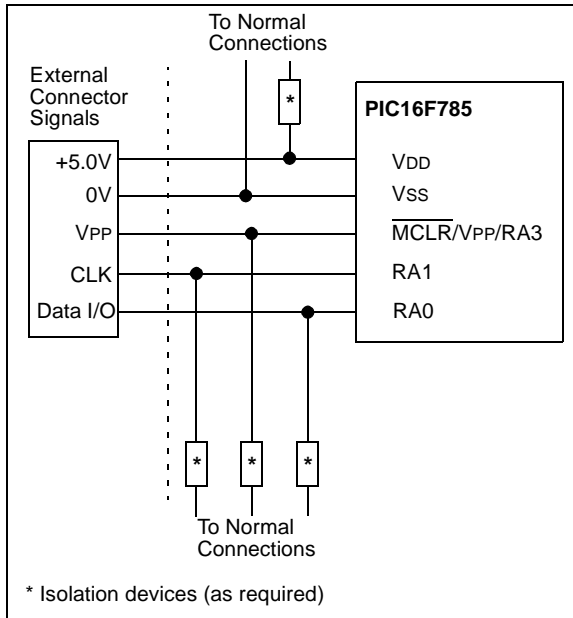 To Normal
Connections
External
Connector
Signals
*
PIC16F785
+5.0V
VDD
0V
VSS
VPP
MCLR/VPP/RA3
CLK
RA1
Data I/O
RA0
*
*
*
To Normal
Connections
* Isolation devices (as required)